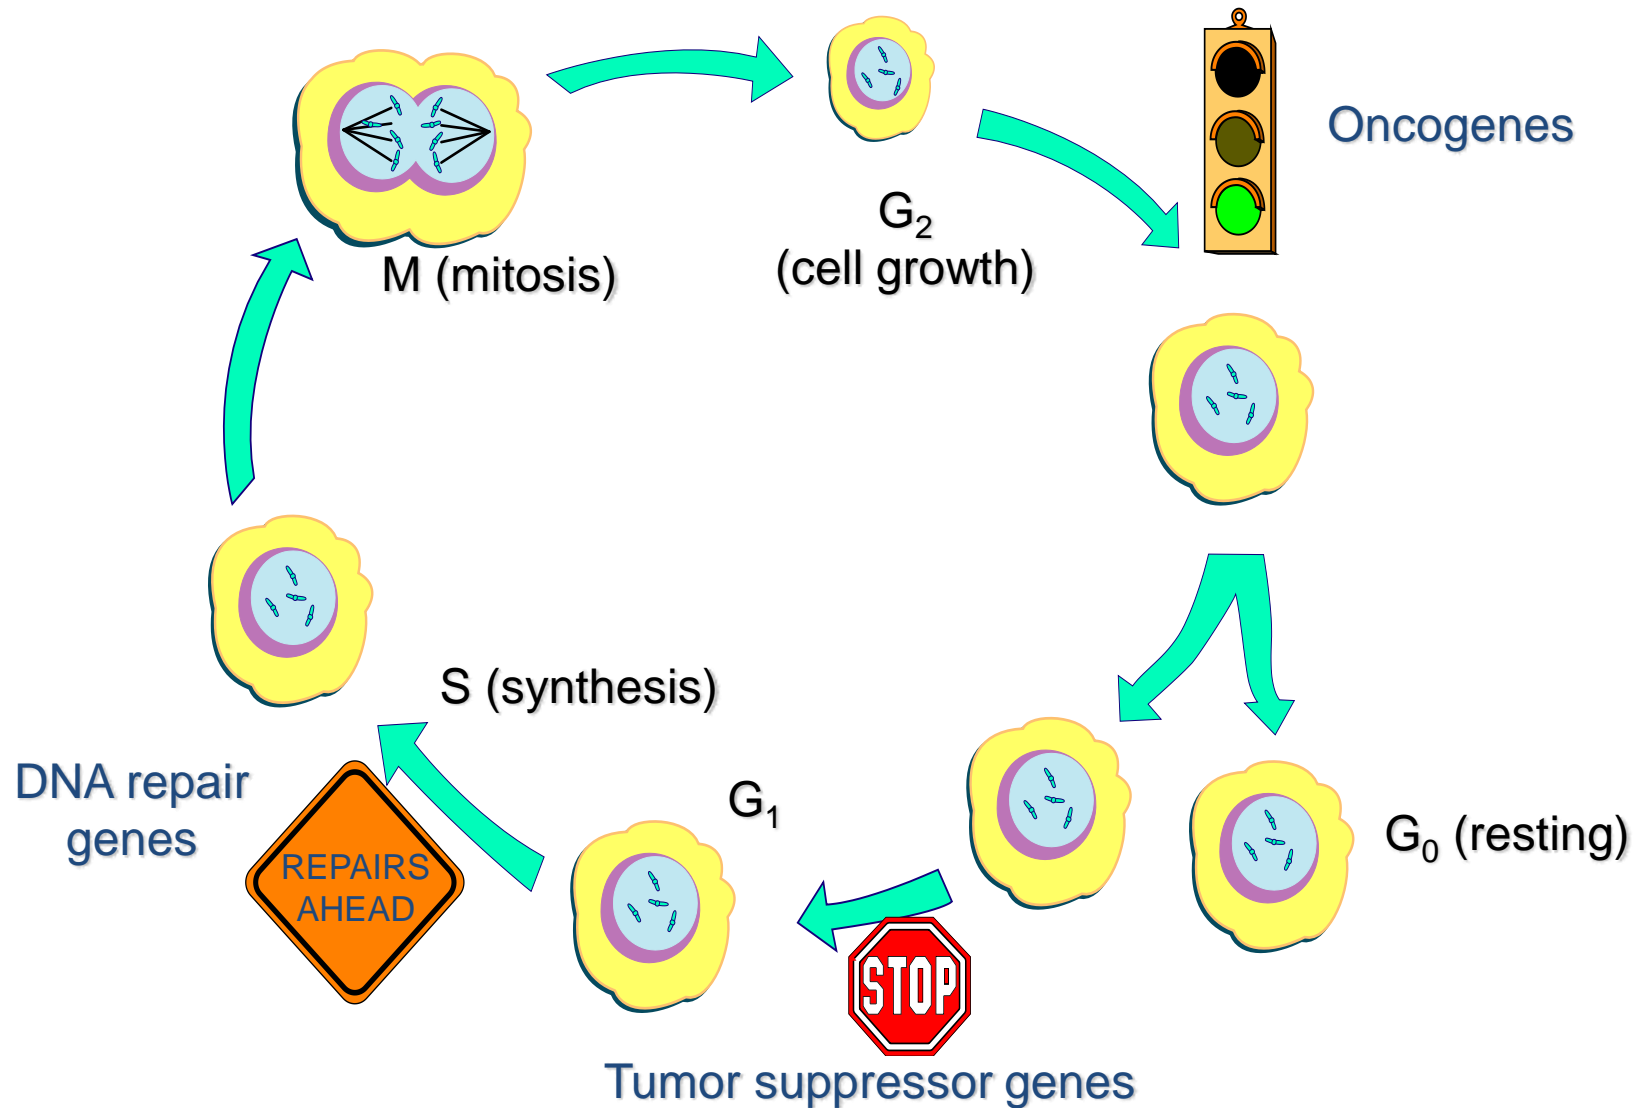 Oncogenes
G₂
(cell growth)
M (mitosis)
S (synthesis)
DNA repair
genes
G₁
G₀ (resting)
REPAIRS
AHEAD
STOP
Tumor suppressor genes